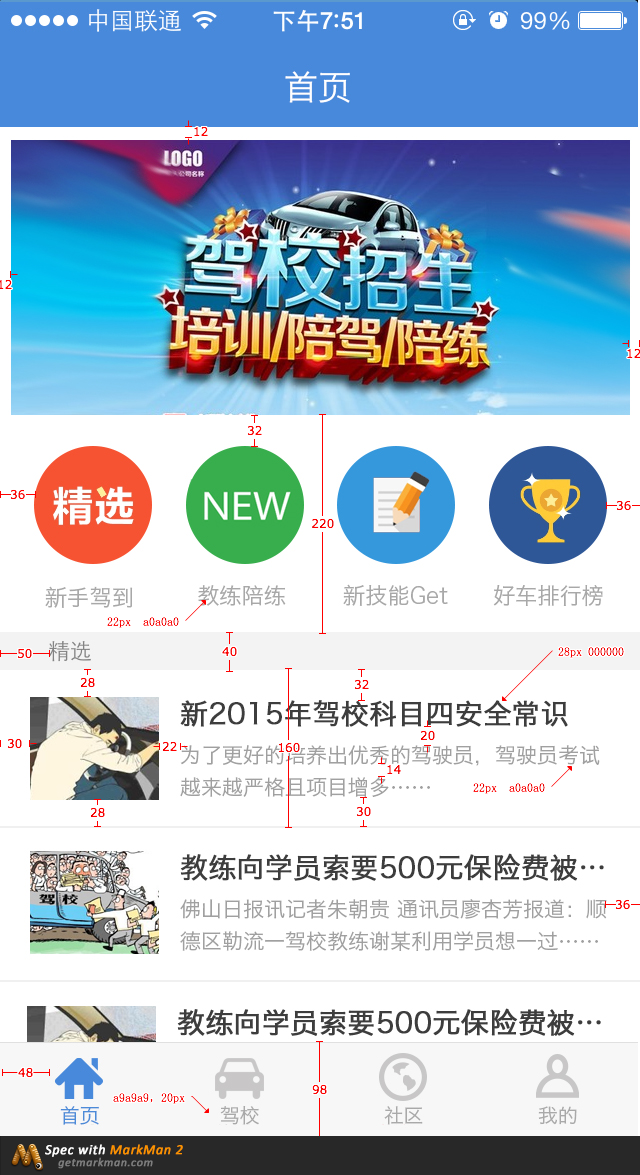 中国联通 下午7:51 99%
首页
12
LOGO
公司名称
驾校招生
12
培训/陪驾/陪练
12
32
精选 NEW
36
36
220
新手驾到 教练陪练 新技能Get 好车排行榜
22px a0a0a0
50 精选 40 28px 000000
28
32
新2015年驾校科目四安全常识
20
30 22 160
为了更好的培养出优秀的驾驶员，驾驶员考试
14
越来越严格且项目增多……
22px a0a0a0
28
30
教练向学员索要500元保险费被…
驾校
佛山日报讯记者朱朝贵 通讯员廖杏芳报道：顺
36
德区勒流一驾校教练谢某利用学员想一过……
教练向学员索要500元保险费被…
48
98
a9a9a9, 20px
首页 驾校 社区 我的
Spec with MarkMan 2
getmarkman.com